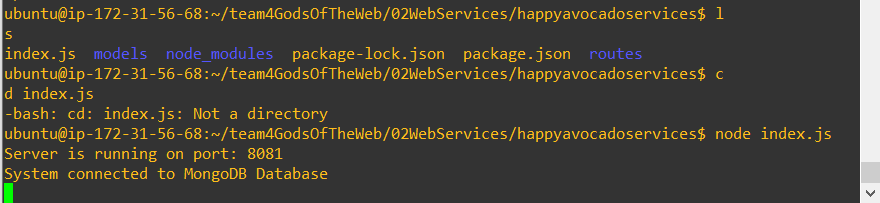 ubuntu@ip-172-31-56-68:~/team4GodsOfTheWeb/02WebServices/happyavocadoservices$ l
s
index.js  models  node_modules  package-lock.json  package.json  routes
ubuntu@ip-172-31-56-68:~/team4GodsOfTheWeb/02WebServices/happyavocadoservices$ c
d index.js
-bash: cd: index.js: Not a directory
ubuntu@ip-172-31-56-68:~/team4GodsOfTheWeb/02WebServices/happyavocadoservices$ node index.js
Server is running on port: 8081
System connected to MongoDB Database